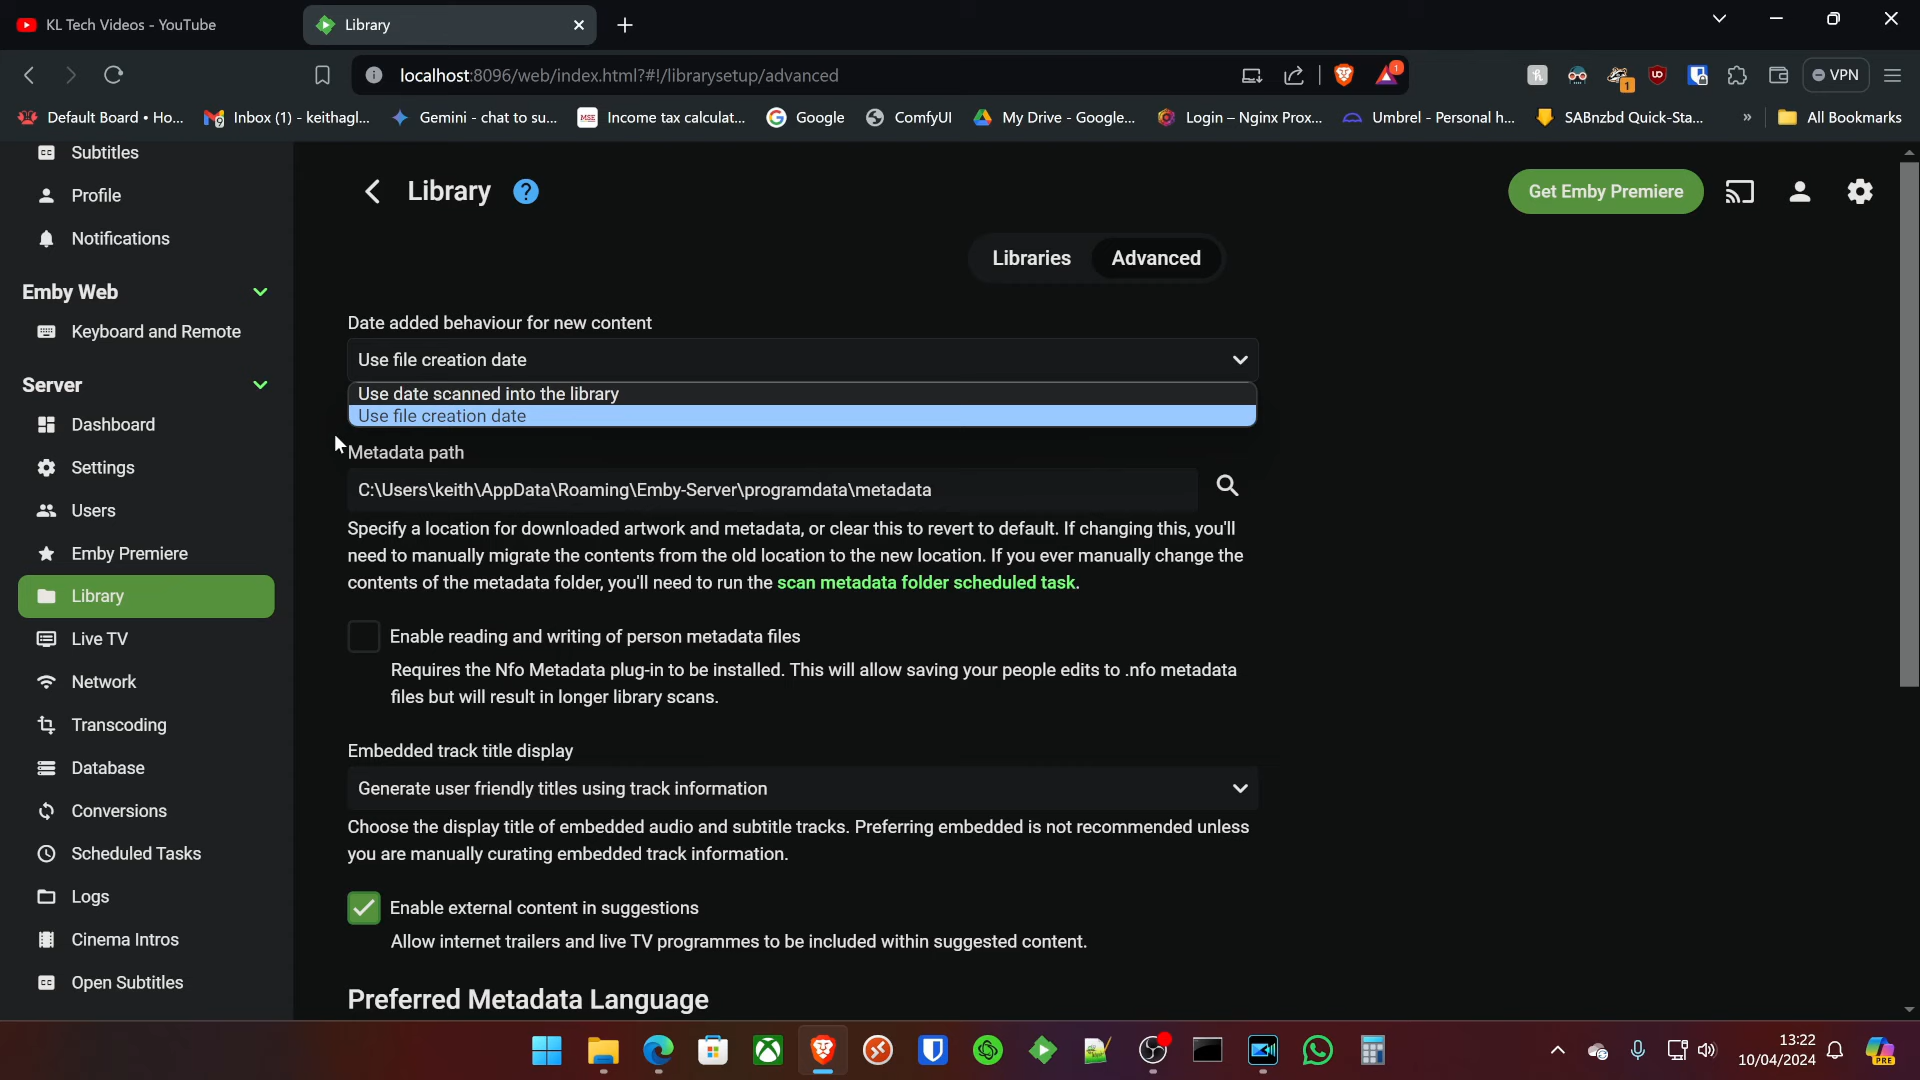 KL Tech Videos - YouTube
Library
localhost:8096/web/index.html?#!/librarysetup/advanced
1
1
UD
VPN
Default Board • Ho...
Inbox (1) - keithagl...
Gemini - chat to su...
MSE
Income tax calculat...
Google
ComfyUI
My Drive - Google...
Login – Nginx Prox...
Umbrel - Personal h...
SABnzbd Quick-Sta...
»
All Bookmarks
Subtitles
Profile
Notifications
Emby Web
Keyboard and Remote
Server
Dashboard
Settings
Users
Emby Premiere
Library
Live TV
Network
Transcoding
Database
Conversions
Scheduled Tasks
Logs
Cinema Intros
Open Subtitles
Library
?
Get Emby Premiere
Libraries
Advanced
Date added behaviour for new content
Use file creation date
Use date scanned into the library
Use file creation date
Metadata path
C:\Users\keith\AppData\Roaming\Emby-Server\programdata\metadata
Specify a location for downloaded artwork and metadata, or clear this to revert to default. If changing this, you'll
need to manually migrate the contents from the old location to the new location. If you ever manually change the
contents of the metadata folder, you'll need to run the scan metadata folder scheduled task.
Enable reading and writing of person metadata files
Requires the Nfo Metadata plug-in to be installed. This will allow saving your people edits to .nfo metadata
files but will result in longer library scans.
Embedded track title display
Generate user friendly titles using track information
Choose the display title of embedded audio and subtitle tracks. Preferring embedded is not recommended unless
you are manually curating embedded track information.
Enable external content in suggestions
Allow internet trailers and live TV programmes to be included within suggested content.
Preferred Metadata Language
13:22
10/04/2024
PRE